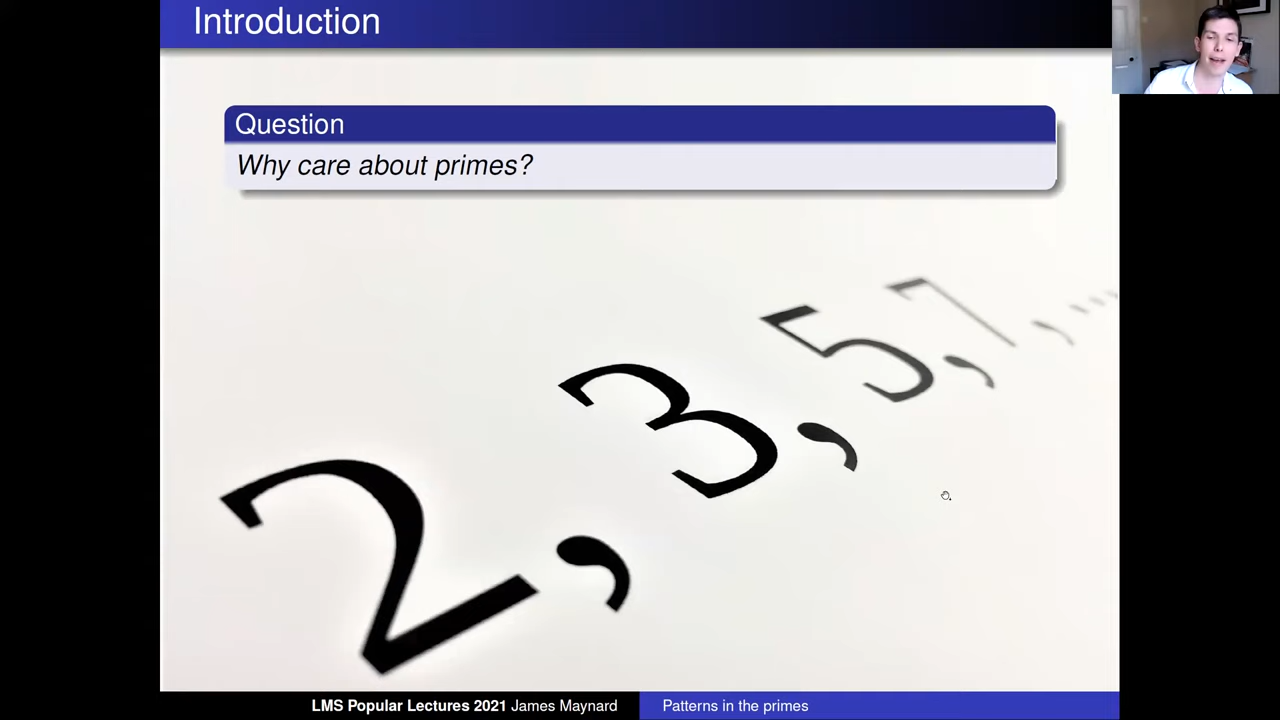 Introduction
Question
Why care about primes?
2, 3, 5, 7, ...
LMS Popular Lectures 2021 James Maynard
Patterns in the primes